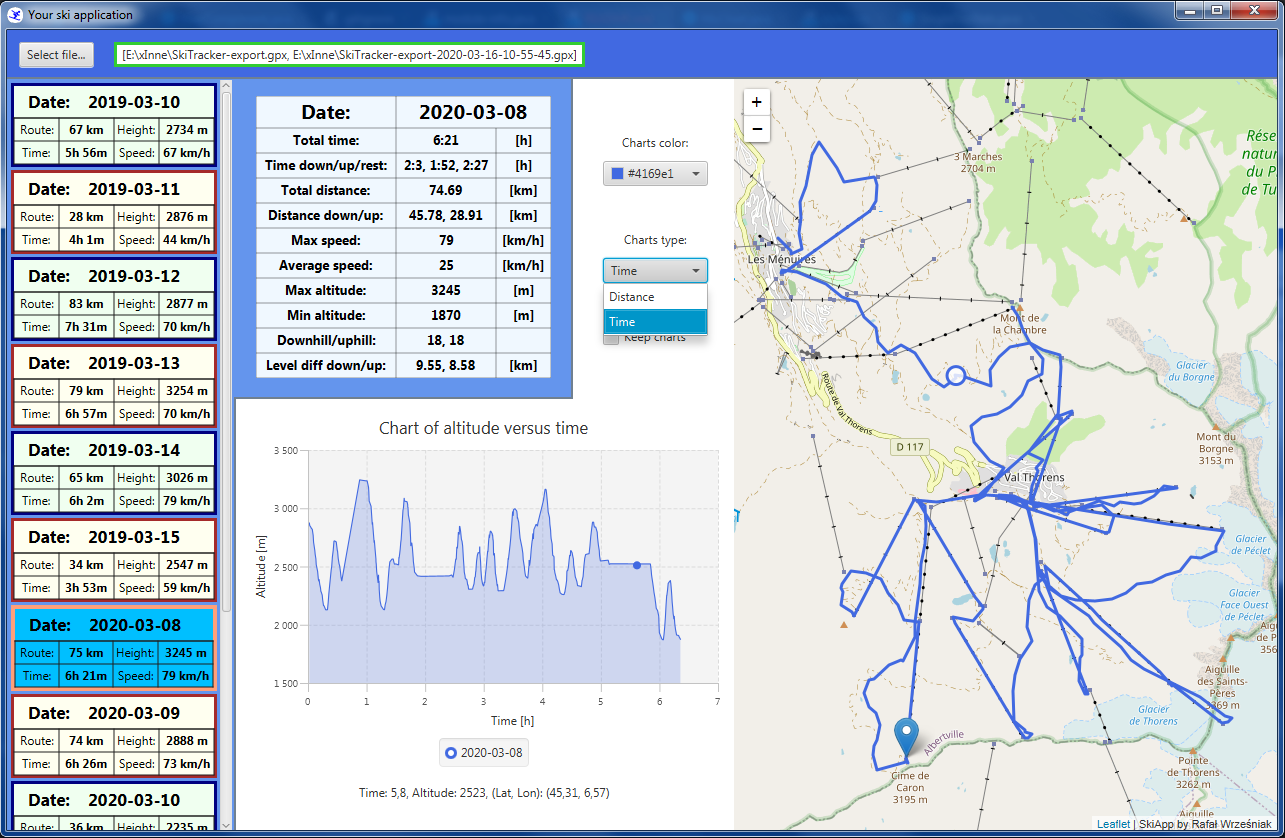 Your ski application
Select file...
[E:\xInne\SkiTracker-export.gpx, E:\xInne\SkiTracker-export-2020-03-16-10-55-45.gpx]
Date: 2019-03-10
Route: 67 km Height: 2734 m
Time: 5h 56m Speed: 67 km/h
Date: 2019-03-11
Route: 28 km Height: 2876 m
Time: 4h 1m Speed: 44 km/h
Date: 2019-03-12
Route: 83 km Height: 2877 m
Time: 7h 31m Speed: 70 km/h
Date: 2019-03-13
Route: 79 km Height: 3254 m
Time: 6h 57m Speed: 70 km/h
Date: 2019-03-14
Route: 65 km Height: 3026 m
Time: 6h 2m Speed: 79 km/h
Date: 2019-03-15
Route: 34 km Height: 2547 m
Time: 3h 53m Speed: 59 km/h
Date: 2020-03-08
Route: 75 km Height: 3245 m
Time: 6h 21m Speed: 79 km/h
Date: 2020-03-09
Route: 74 km Height: 2888 m
Time: 6h 26m Speed: 73 km/h
Date: 2020-03-10
Route: 36 km Height: 2235 m
Date: 2020-03-08
Total time: 6:21 [h]
Time down/up/rest: 2:3, 1:52, 2:27 [h]
Total distance: 74.69 [km]
Distance down/up: 45.78, 28.91 [km]
Max speed: 79 [km/h]
Average speed: 25 [km/h]
Max altitude: 3245 [m]
Min altitude: 1870 [m]
Downhill/uphill: 18, 18
Level diff down/up: 9.55, 8.58 [km]
Charts color:
#4169e1
Charts type:
Time
Distance
Time
Keep charts
Chart of altitude versus time
Altitude [m]
3 500
3 000
2 500
2 000
1 500
0 1 2 3 4 5 6 7
Time [h]
2020-03-08
Time: 5,8, Altitude: 2523, (Lat, Lon): (45,31, 6,57)
+
−
3 Marches
2704 m
Rése
natur
du P
de Tu
Les Ménuires
Mont de
la Chambre
Glacier
du Borgne
Route de Val Thorens
D 117
Mont du
Borgne
3153 m
Val Thorens
Glacier
de Péclet
Glacier
Face Ouest
de Péclet
Aig
de P
356
Aiguille
des Saints-
Pères
3369 m
Glacier
de Thorens
Albertville
Cime de
Caron
3195 m
Pointe
de Thorens
3262 m
Aiguille
Leaflet | SkiApp by Rafał Wrześniak